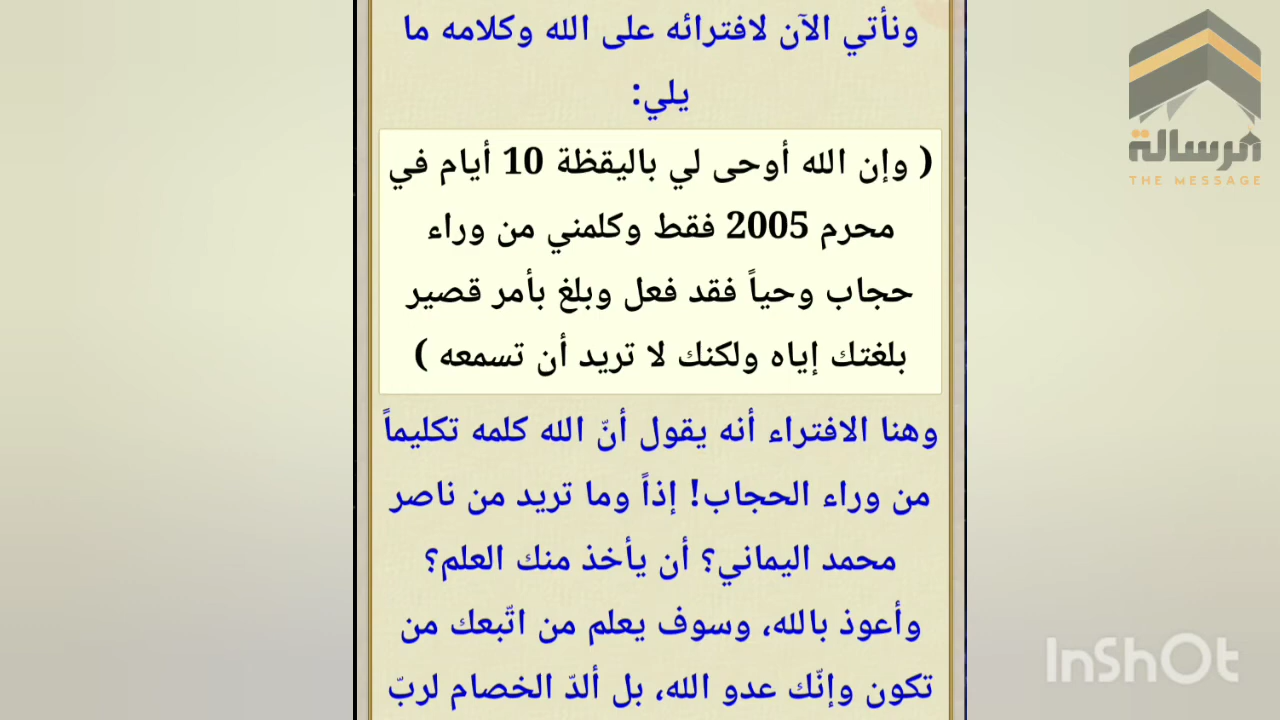 ونأتي الآن لافترائه على الله وكلامه ما
يلي:
( وإن الله أوحى لي باليقظة 10 أيام في
محرم 2005 فقط وكلمني من وراء
حجاب وحياً فقد فعل وبلغ بأمر قصير
بلغتك إياه ولكنك لا تريد أن تسمعه )
وهنا الافتراء أنه يقول أنّ الله كلمه تكليماً
من وراء الحجاب! إذاً وما تريد من ناصر
محمد اليماني؟ أن يأخذ منك العلم؟
وأعوذ بالله، وسوف يعلم من اتّبعك من
تكون وإنّك عدو الله، بل ألدّ الخصام لربّ
الرسالة
THE MESSAGE
InShOt